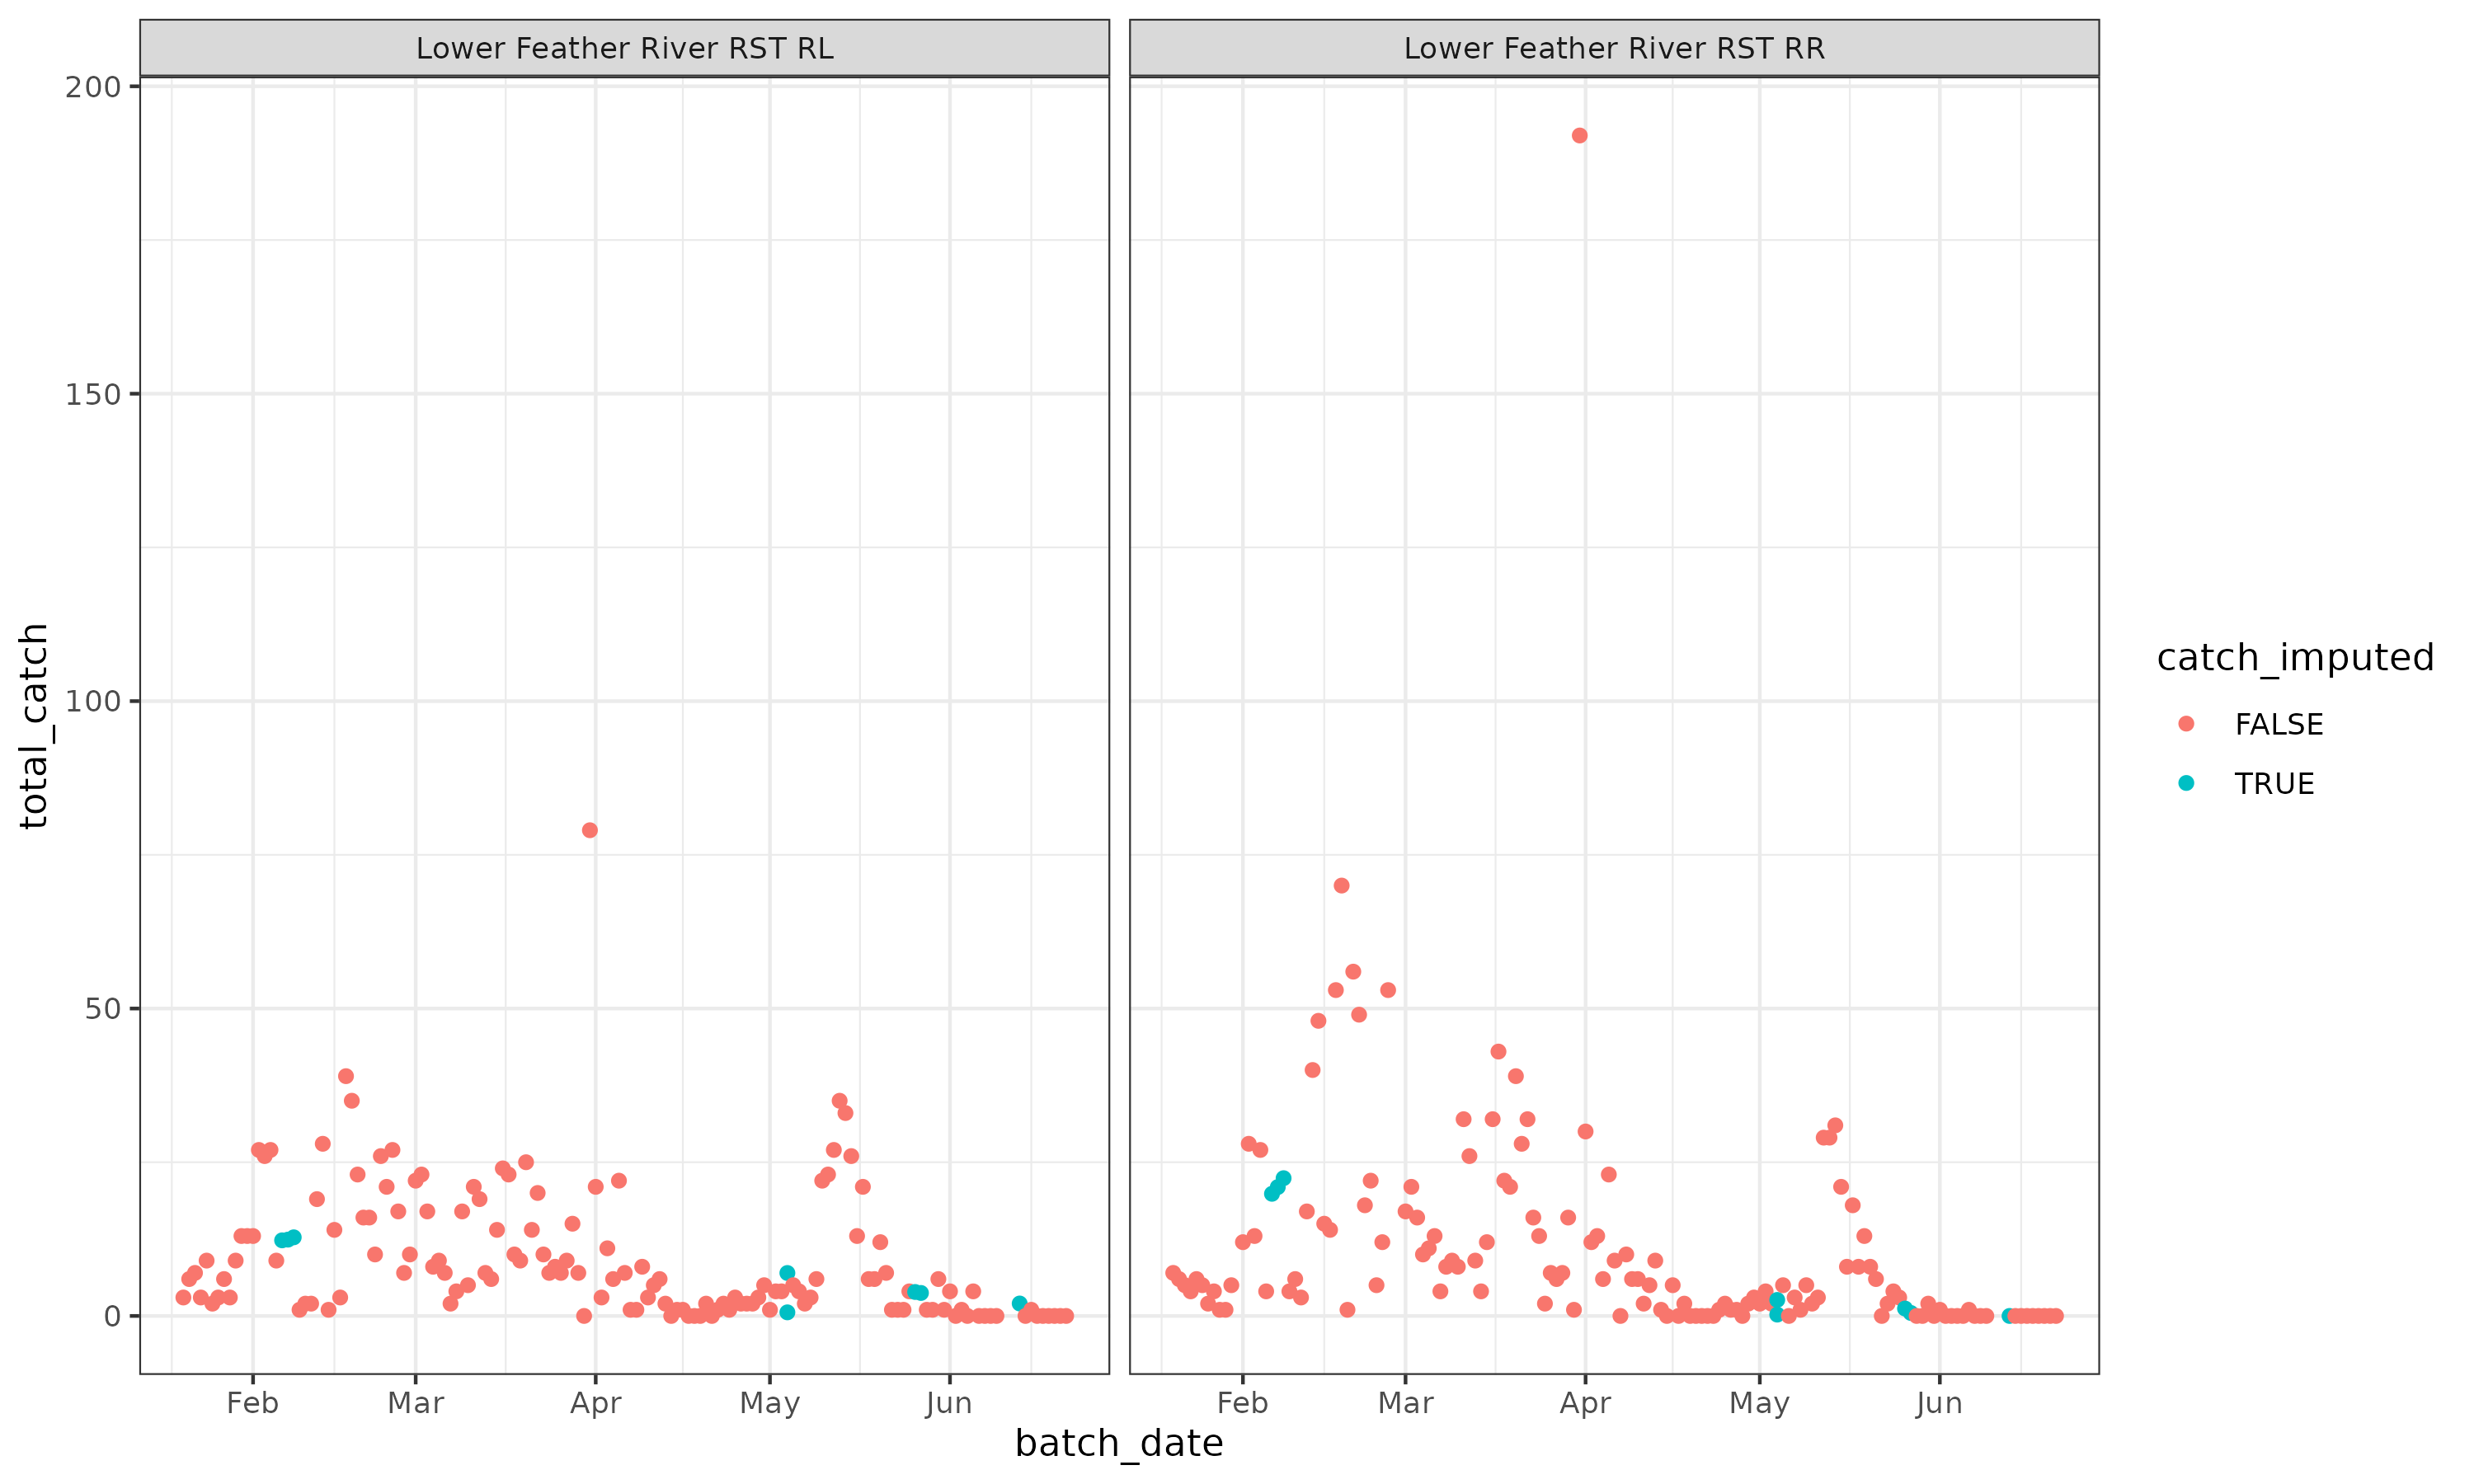 Lower Feather River RST RL
Lower Feather River RST RR
200
150
100
50
0
total_catch
Feb Mar Apr May Jun
Feb Mar Apr May Jun
batch_date
catch_imputed
FALSE
TRUE